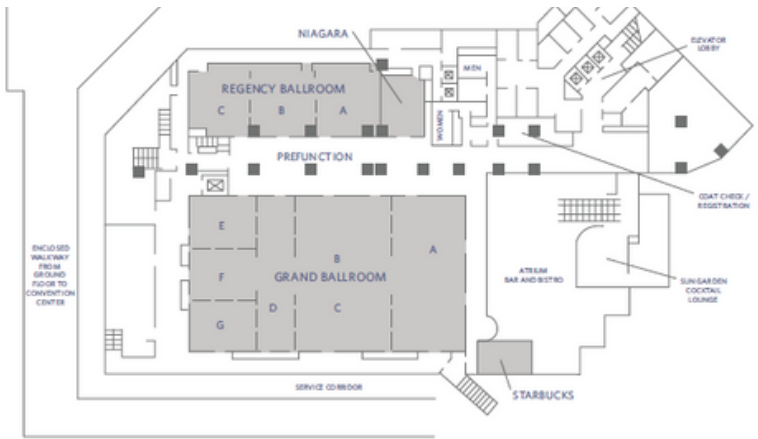 NIAGARA
ELEVATOR
LOBBY
MEN
REGENCY BALLROOM
C
B
A
WOMEN
PREFUNCTION
COAT CHECK /
REGISTRATION
E
B
A
ENCLOSED
WALKWAY
FROM
GROUND
FLOOR TO
CONVENTION
CENTER
F
GRAND BALLROOM
ATRIUM
BAR AND BISTRO
SUN GARDEN
COCKTAIL
LOUNGE
D
C
G
SERVICE CORRIDOR
STARBUCKS